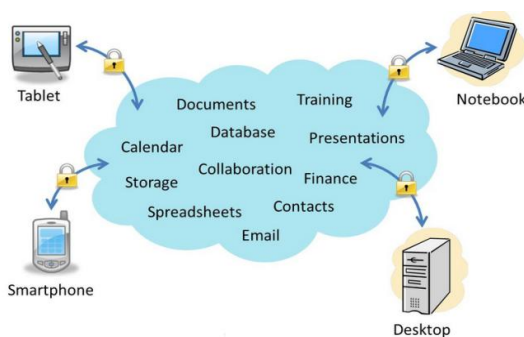 Tablet
Documents
Training
Notebook
Database
Presentations
Calendar
Collaboration
Storage
Finance
Spreadsheets
Contacts
Email
Smartphone
Desktop